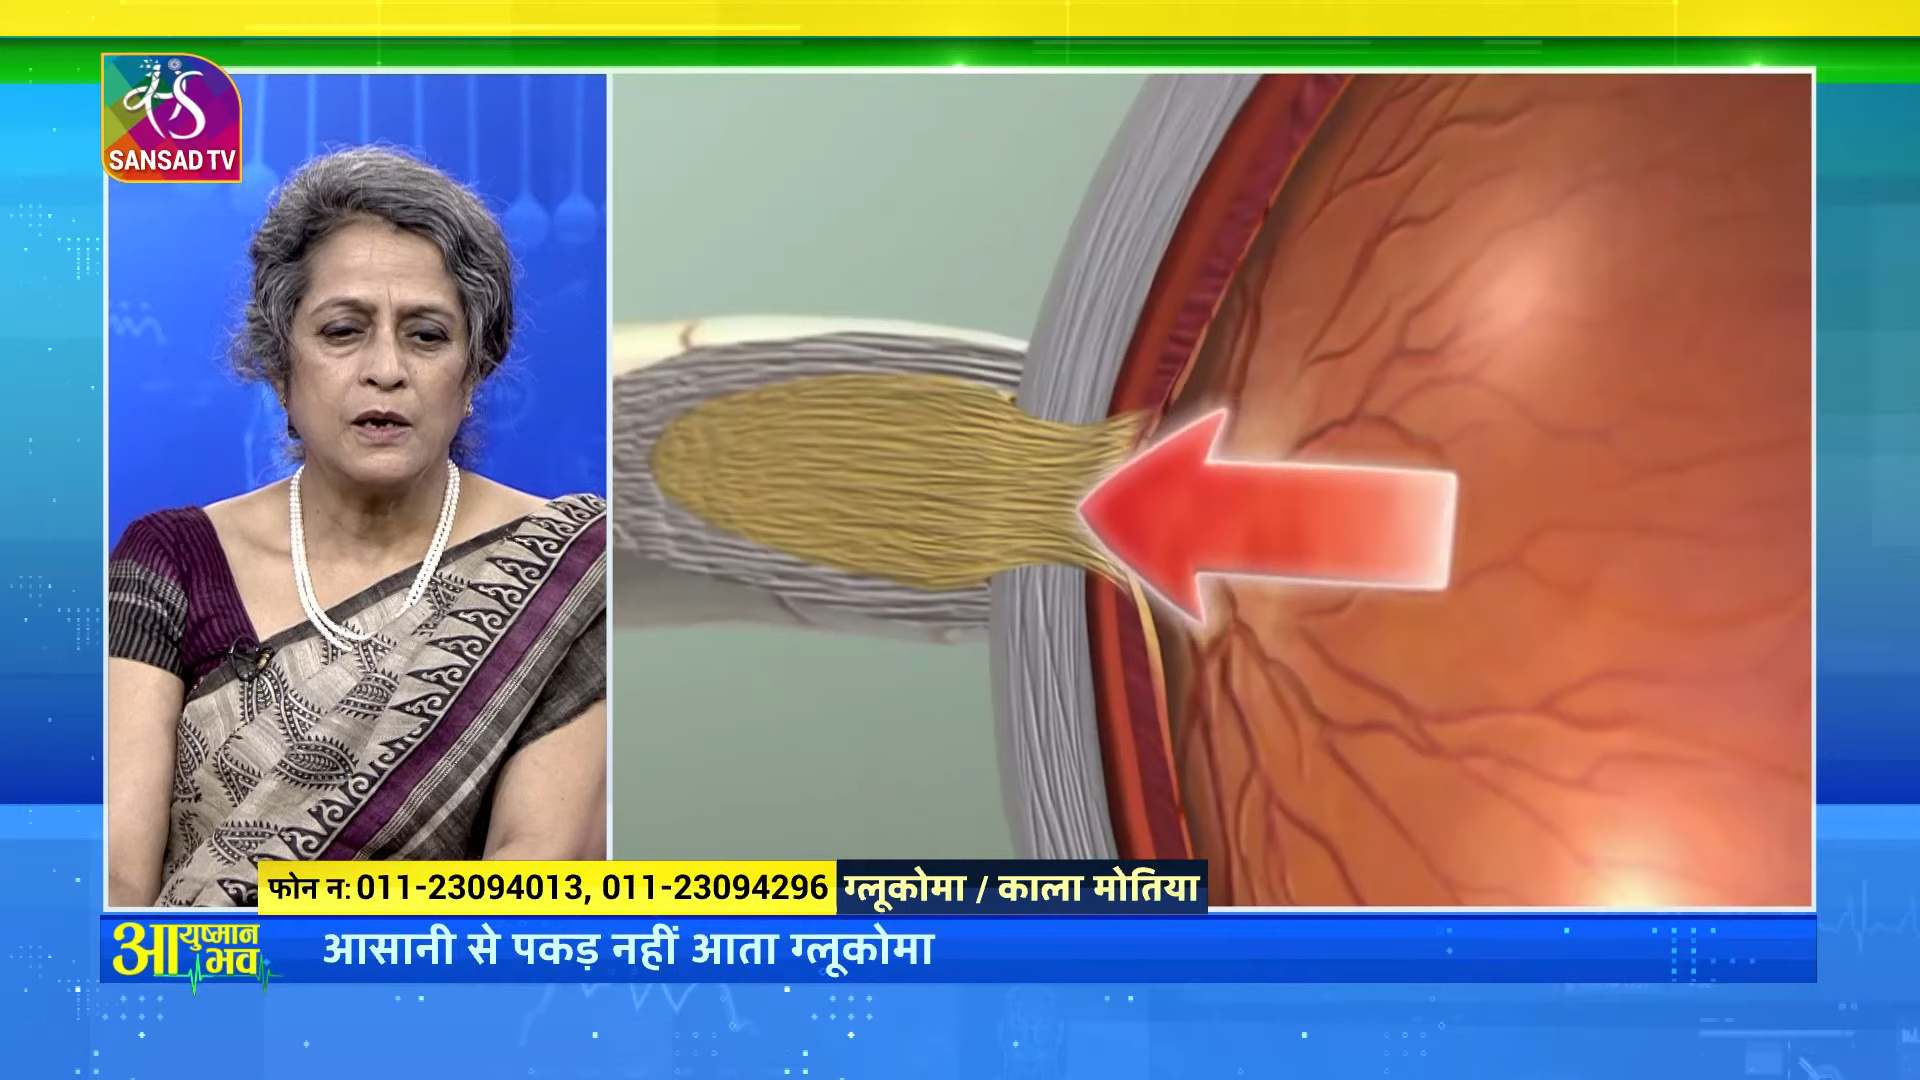 SANSAD TV
फोन न: 011-23094013, 011-23094296 ग्लूकोमा / काला मोतिया
आयुष्मान भव
आसानी से पकड़ नहीं आता ग्लूकोमा